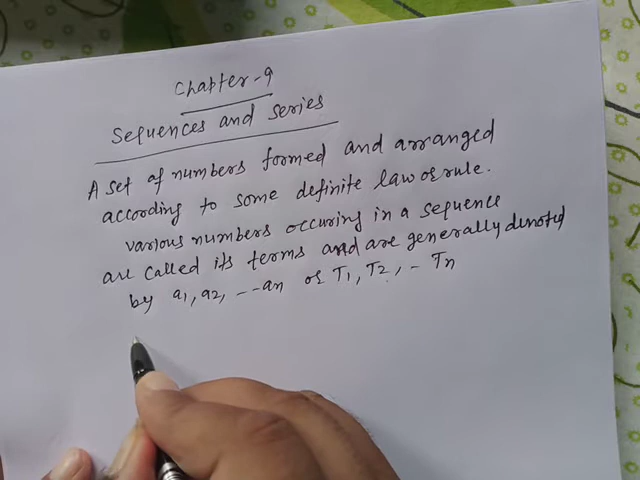 Chapter-9
Sequences and series
A set of numbers formed and arranged
according to some definite law or rule.
various numbers occuring in a sequence
are called its terms and are generally denoted
by a1, a2, -- an or T1, T2, - Tn